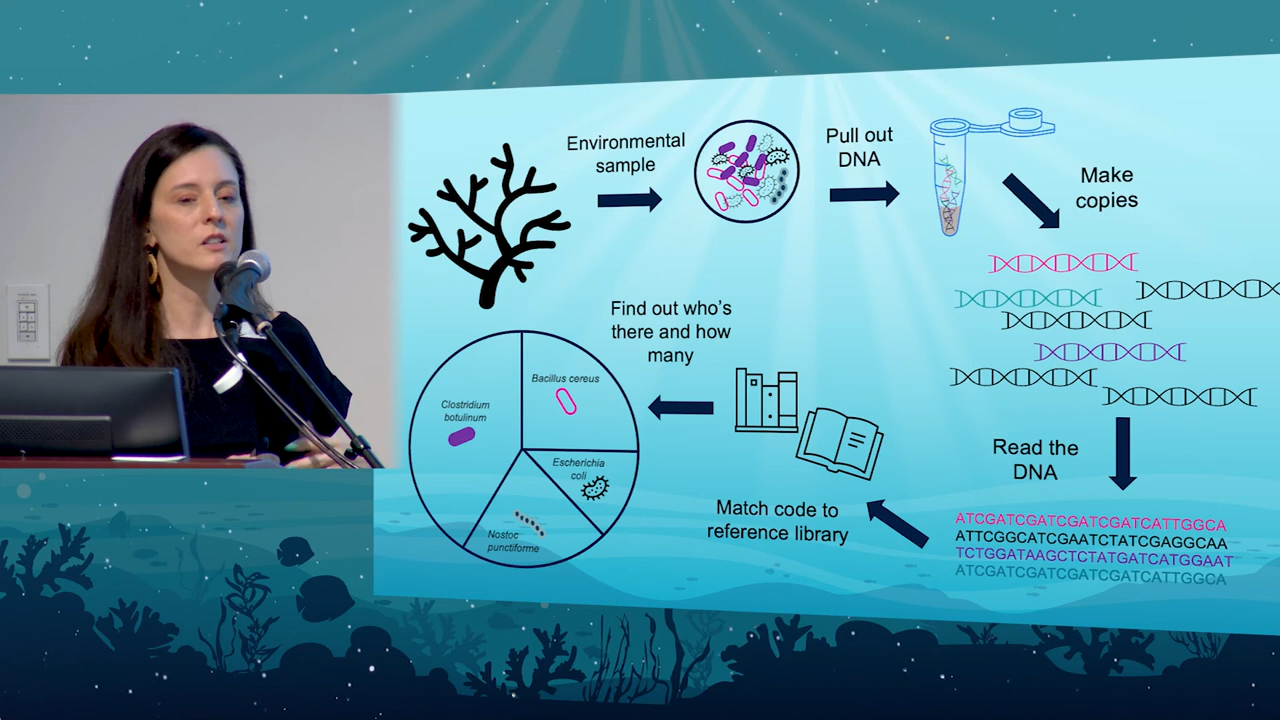 Environmental
sample
Pull out
DNA
Make
copies
Read the
DNA
ATCGATCGATCGATCGATCATTGGCA
ATTCGGCATCGAATCTATCGAGGCAA
TCTGGATAAGCTCTATGATCATGGAAT
ATCGATCGATCGATCGATCATTGGCA
Match code to
reference library
Find out who's
there and how
many
Bacillus cereus
Clostridium
botulinum
Escherichia
coli
Nostoc
punctiforme